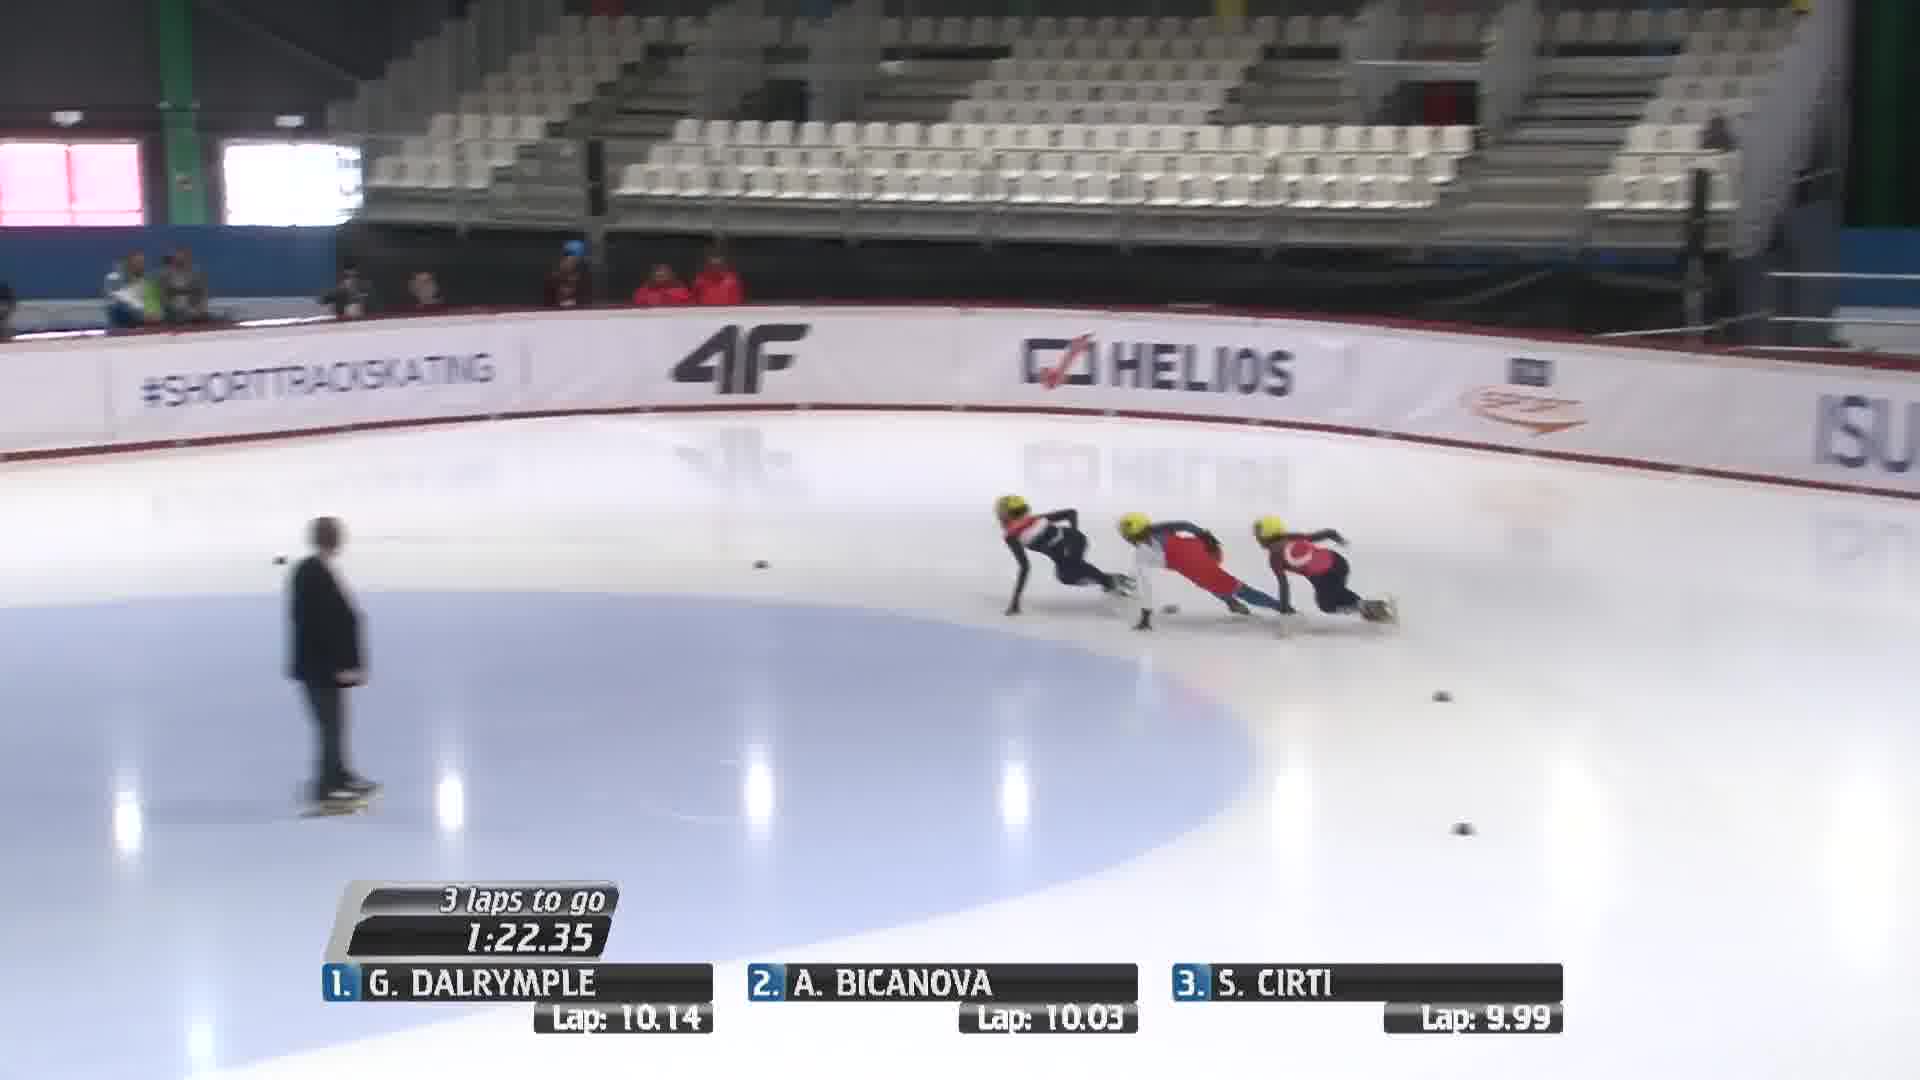 #SHORTTRACKSKATING
4F
HELIOS
SPORT
ISU
3 laps to go
1:22.35
1. G. DALRYMPLE
Lap: 10.14
2. A. BICANOVA
Lap: 10.03
3. S. CIRTI
Lap: 9.99